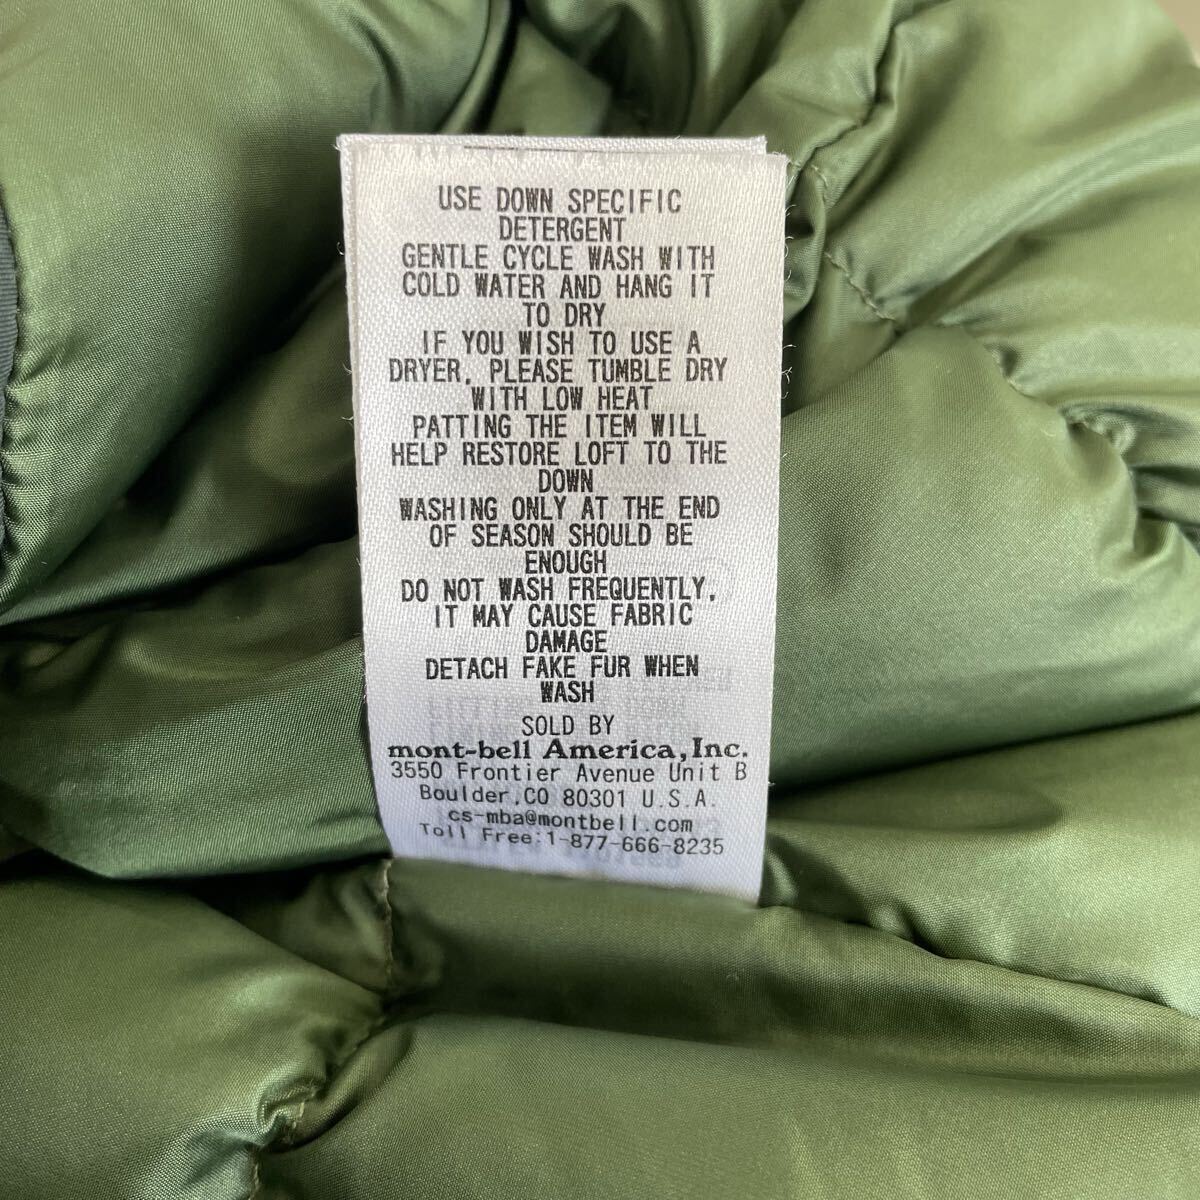 USE DOWN SPECIFIC
DETERGENT
GENTLE CYCLE WASH WITH
COLD WATER AND HANG IT
TO DRY
IF YOU WISH TO USE A
DRYER, PLEASE TUMBLE DRY
WITH LOW HEAT
PATTING THE ITEM WILL
HELP RESTORE LOFT TO THE
DOWN
WASHING ONLY AT THE END
OF SEASON SHOULD BE
ENOUGH
DO NOT WASH FREQUENTLY,
IT MAY CAUSE FABRIC
DAMAGE
DETACH FAKE FUR WHEN
WASH
SOLD BY
mont-bell America, Inc.
3550 Frontier Avenue Unit B
Boulder, CO 80301 U.S.A.
cs-mba@montbell.com
Toll Free:1-877-666-8235